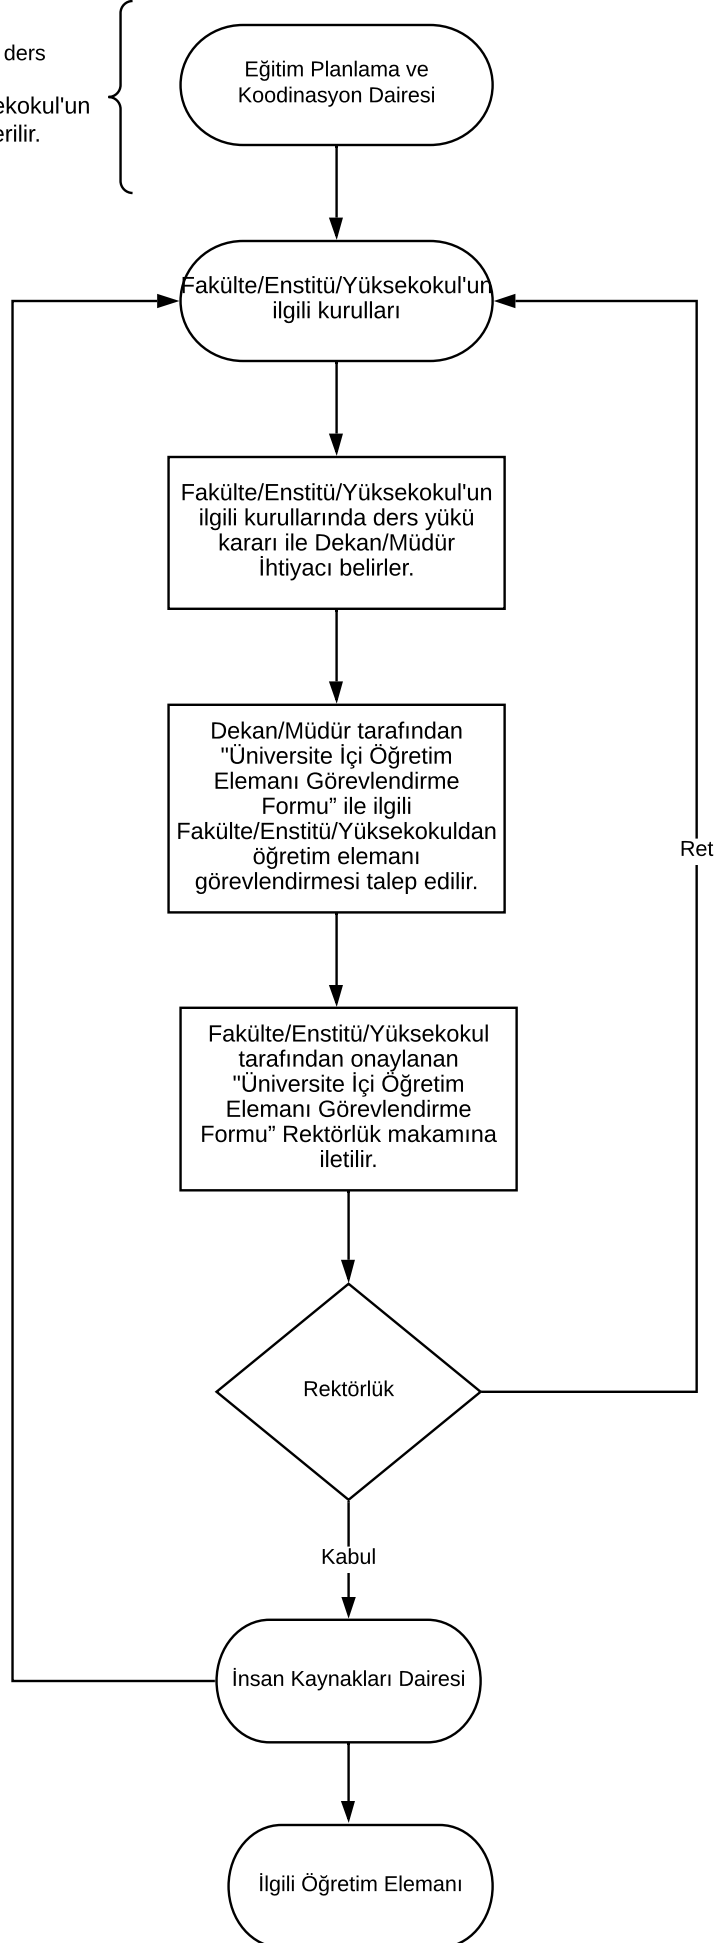 ders
ekokul'un
erilir.
Eğitim Planlama ve
Koodinasyon Dairesi
Fakülte/Enstitü/Yüksekokul'un
ilgili kurulları
Fakülte/Enstitü/Yüksekokul'un
ilgili kurullarında ders yükü
kararı ile Dekan/Müdür
İhtiyacı belirler.
Dekan/Müdür tarafından
"Üniversite İçi Öğretim
Elemanı Görevlendirme
Formu” ile ilgili
Fakülte/Enstitü/Yüksekokuldan
öğretim elemanı
görevlendirmesi talep edilir.
Ret
Fakülte/Enstitü/Yüksekokul
tarafından onaylanan
"Üniversite İçi Öğretim
Elemanı Görevlendirme
Formu” Rektörlük makamına
iletilir.
Rektörlük
Kabul
İnsan Kaynakları Dairesi
İlgili Öğretim Elemanı